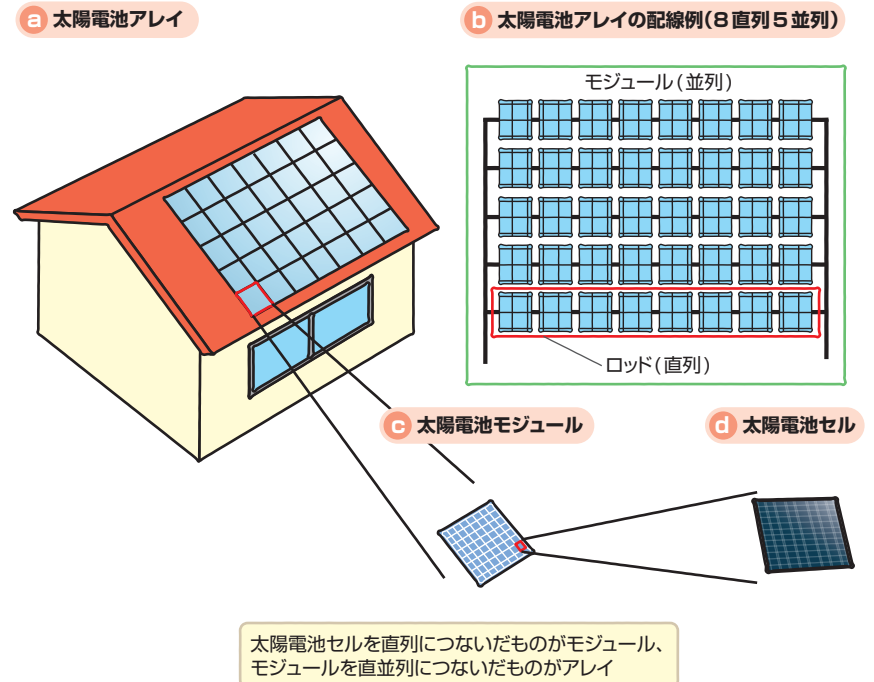 a 太陽電池アレイ
b 太陽電池アレイの配線例(8直列5並列)
モジュール(並列)
ロッド(直列)
c 太陽電池モジュール
d 太陽電池セル
太陽電池セルを直列につないだものがモジュール、
モジュールを直並列につないだものがアレイ